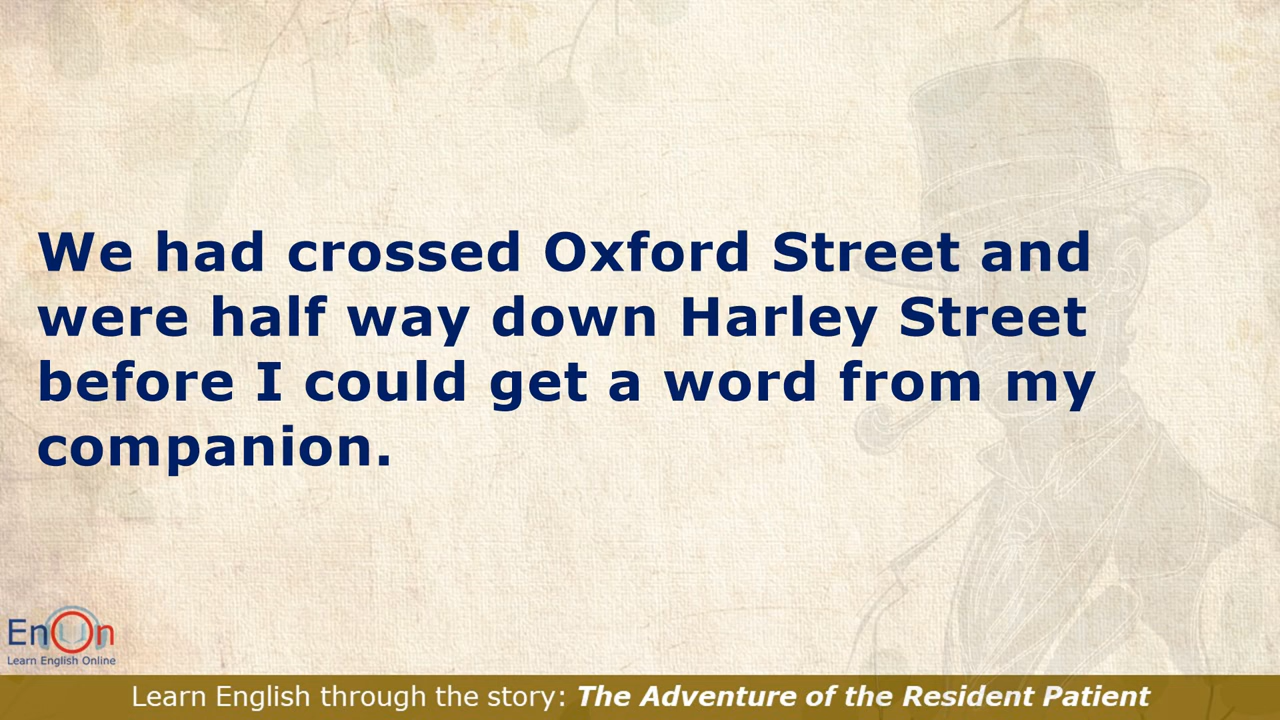 We had crossed Oxford Street and
were half way down Harley Street
before I could get a word from my
companion.
EnOn
Learn English Online
Learn English through the story: The Adventure of the Resident Patient